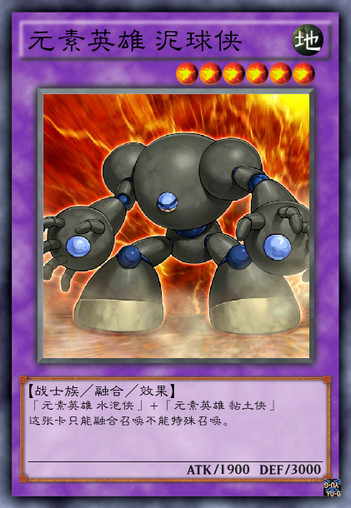 元素英雄 泥球侠
地
【战士族／融合／效果】
「元素英雄 水泡侠」+「元素英雄 黏土侠」
这张卡只能融合召唤不能特殊召唤。
ATK/1900 DEF/3000